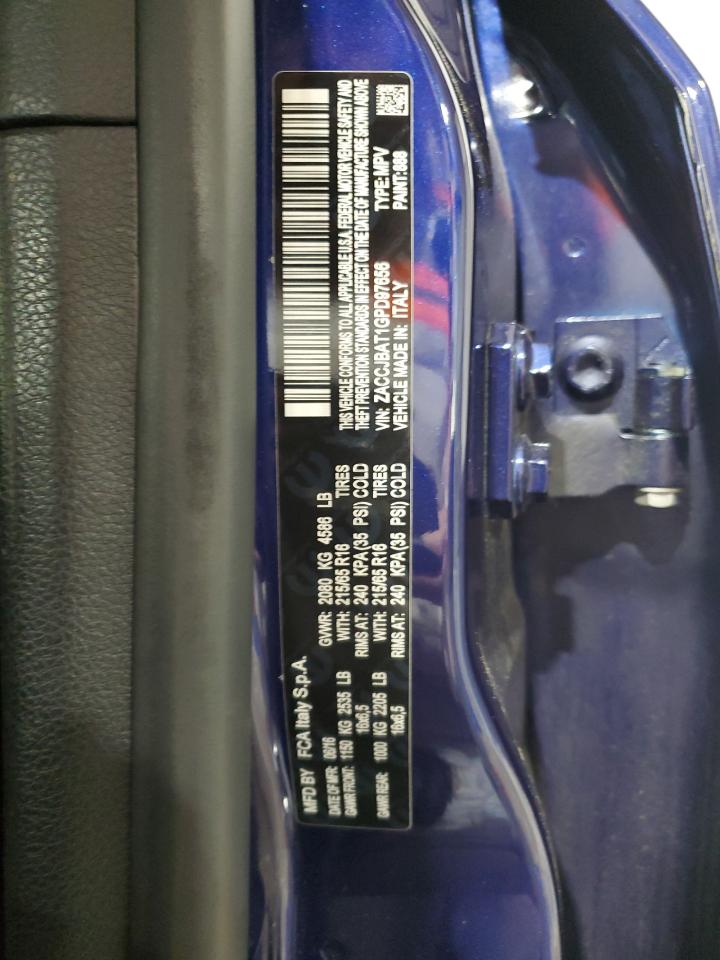 MFD BY FCA Italy S.p.A.
DATE OF MFR: 06/16 GVWR: 2080 KG 4586 LB
GAWR FRONT: 1150 KG 2535 LB WITH: 215/65 R16 TIRES
16x6,5 RIMS AT: 240 KPA (35 PSI) COLD
GAWR REAR: 1000 KG 2205 LB WITH: 215/65 R16 TIRES
16x6,5 RIMS AT: 240 KPA (35 PSI) COLD
THIS VEHICLE CONFORMS TO ALL APPLICABLE U.S.A. FEDERAL MOTOR VEHICLE SAFETY AND
THEFT PREVENTION STANDARDS IN EFFECT ON THE DATE OF MANUFACTURE SHOWN ABOVE
VIN: ZACCJBAT1GPD97656 TYPE: MPV
VEHICLE MADE IN: ITALY PAINT: 888